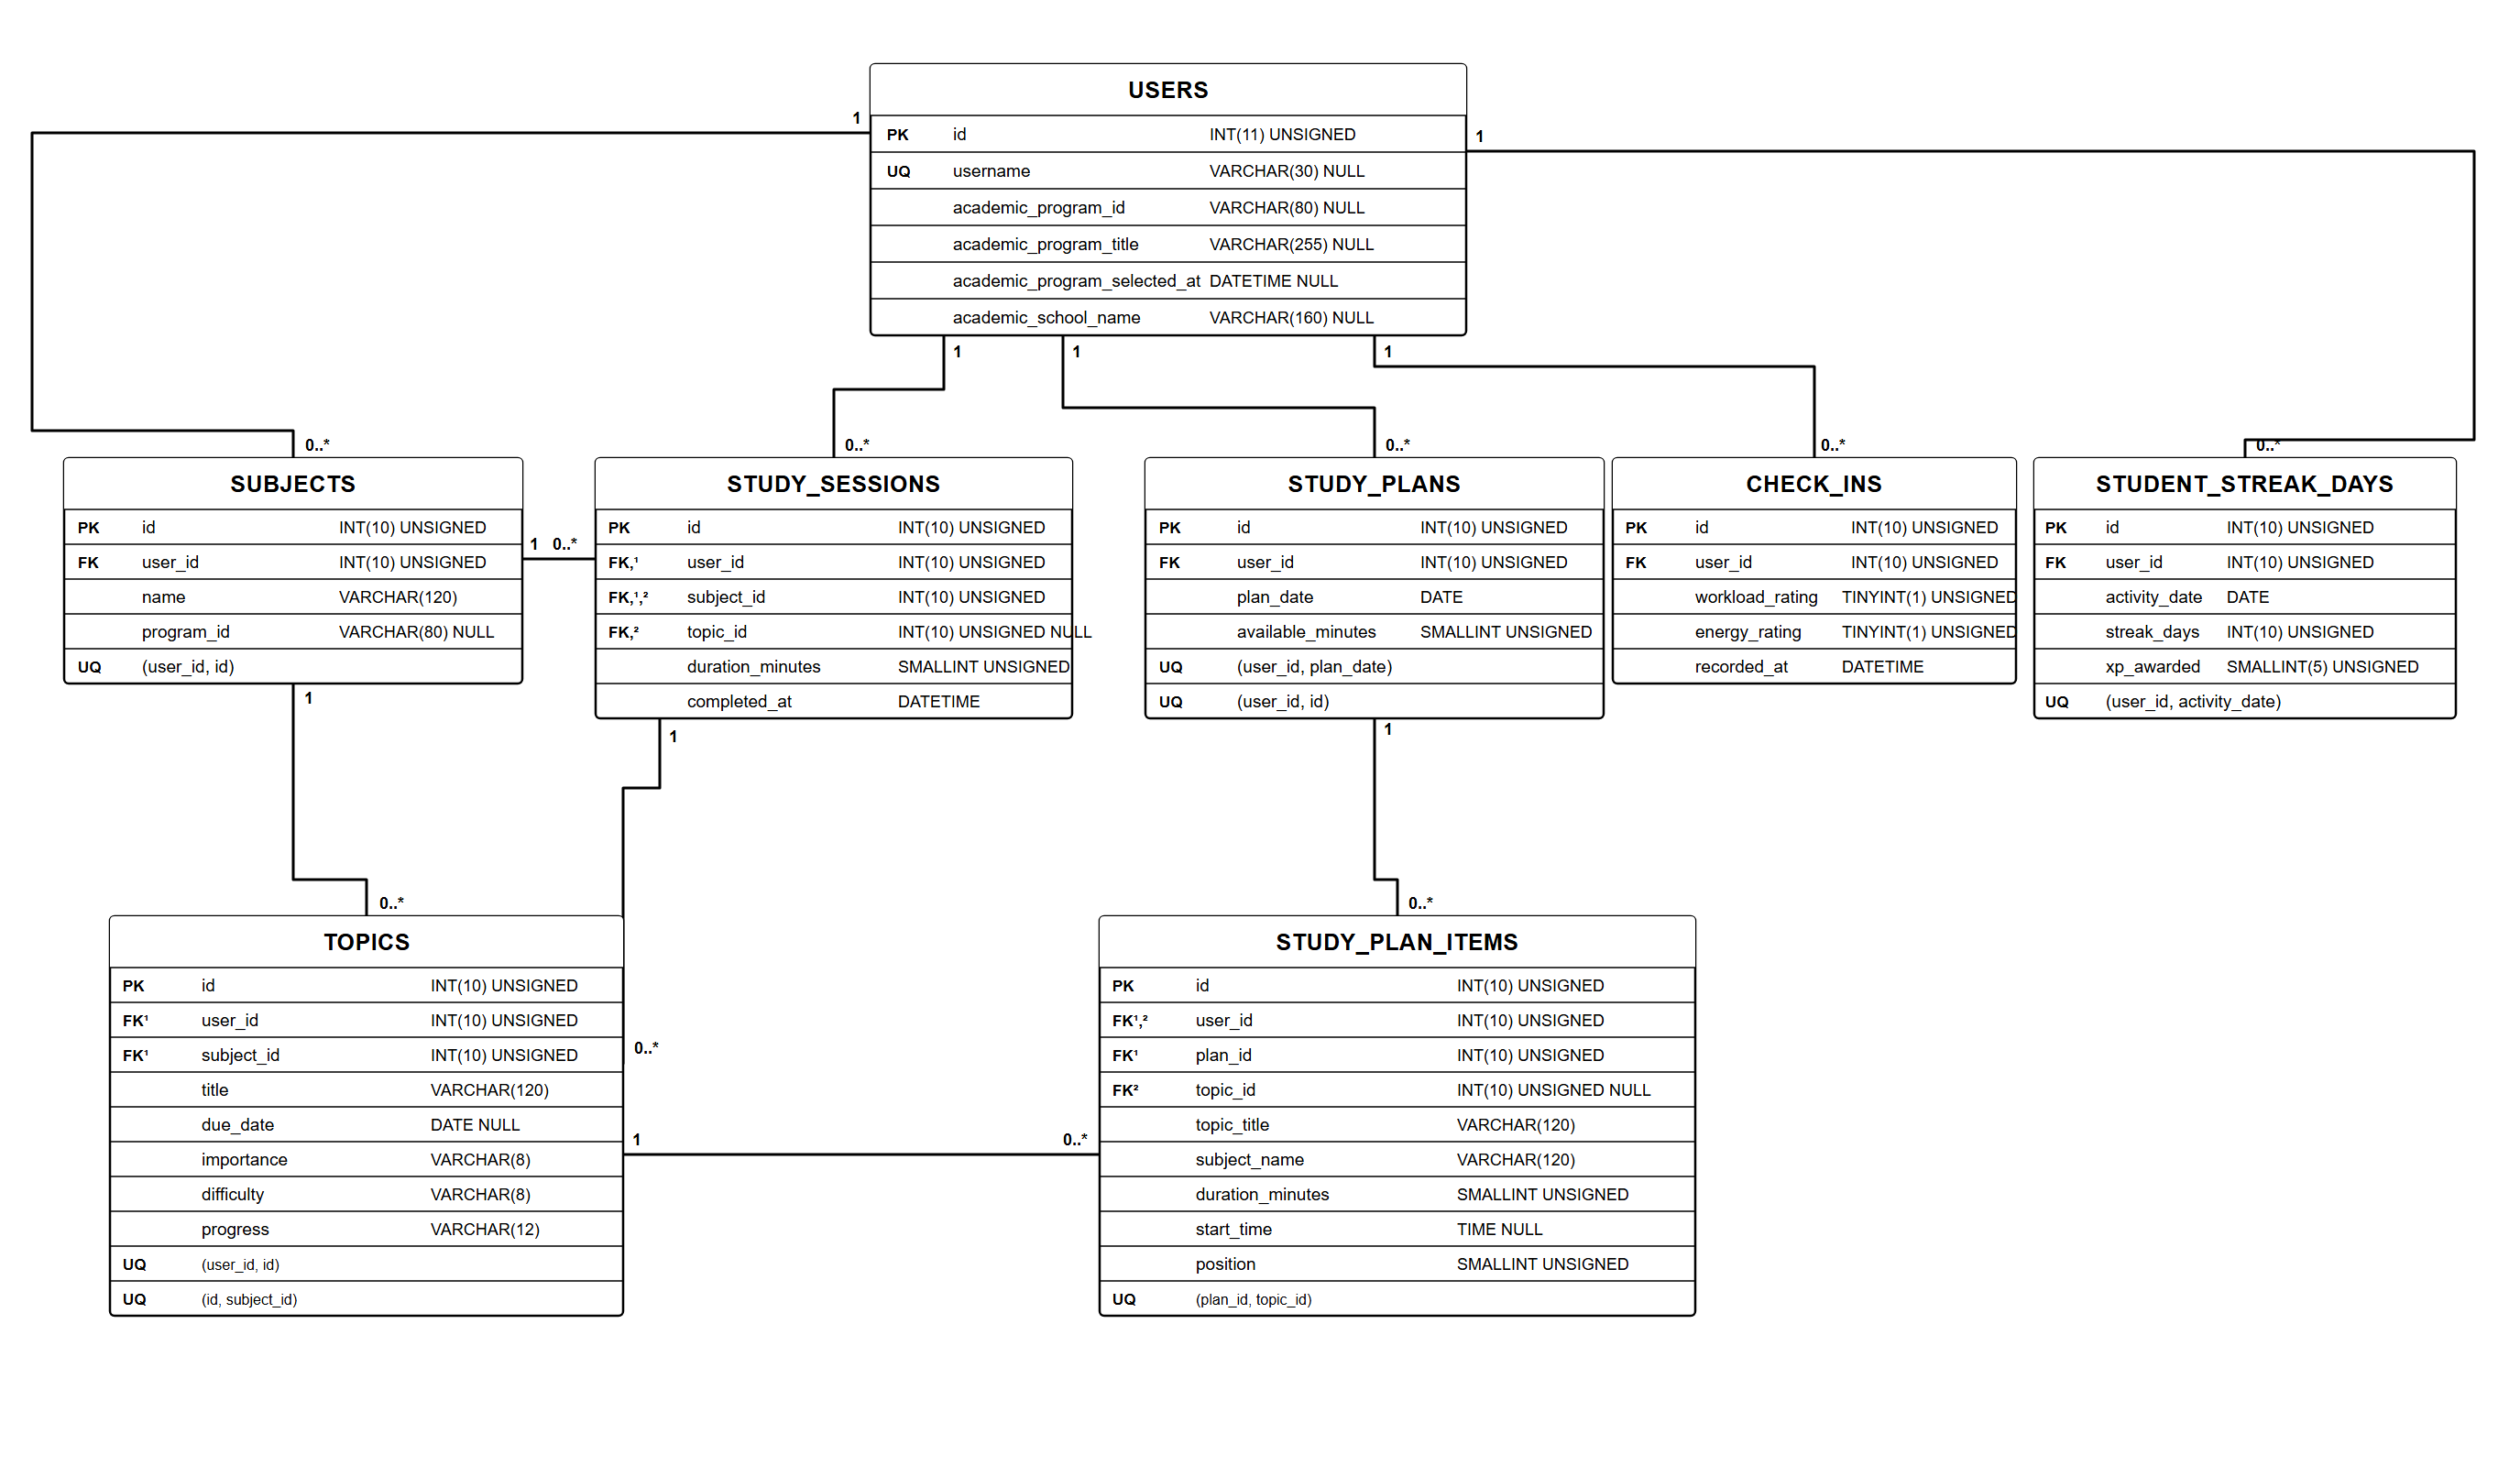 USERS
1
PK id INT(11) UNSIGNED
1
UQ username VARCHAR(30) NULL
academic_program_id VARCHAR(80) NULL
academic_program_title VARCHAR(255) NULL
academic_program_selected_at DATETIME NULL
academic_school_name VARCHAR(160) NULL
1 1 1
0..* 0..* 0..* 0..* 0..*
SUBJECTS
PK id INT(10) UNSIGNED
FK user_id INT(10) UNSIGNED
name VARCHAR(120)
program_id VARCHAR(80) NULL
UQ (user_id, id)
1
1 0..*
STUDY_SESSIONS
PK id INT(10) UNSIGNED
FK,¹ user_id INT(10) UNSIGNED
FK,¹,² subject_id INT(10) UNSIGNED
FK,² topic_id INT(10) UNSIGNED NULL
duration_minutes SMALLINT UNSIGNED
completed_at DATETIME
1
STUDY_PLANS
PK id INT(10) UNSIGNED
FK user_id INT(10) UNSIGNED
plan_date DATE
available_minutes SMALLINT UNSIGNED
UQ (user_id, plan_date)
UQ (user_id, id)
1
CHECK_INS
PK id INT(10) UNSIGNED
FK user_id INT(10) UNSIGNED
workload_rating TINYINT(1) UNSIGNED
energy_rating TINYINT(1) UNSIGNED
recorded_at DATETIME
STUDENT_STREAK_DAYS
PK id INT(10) UNSIGNED
FK user_id INT(10) UNSIGNED
activity_date DATE
streak_days INT(10) UNSIGNED
xp_awarded SMALLINT(5) UNSIGNED
UQ (user_id, activity_date)
0..*
TOPICS
PK id INT(10) UNSIGNED
FK¹ user_id INT(10) UNSIGNED
FK¹ subject_id INT(10) UNSIGNED
title VARCHAR(120)
due_date DATE NULL
importance VARCHAR(8)
difficulty VARCHAR(8)
progress VARCHAR(12)
UQ (user_id, id)
UQ (id, subject_id)
0..*
1 0..*
0..*
STUDY_PLAN_ITEMS
PK id INT(10) UNSIGNED
FK¹,² user_id INT(10) UNSIGNED
FK¹ plan_id INT(10) UNSIGNED
FK² topic_id INT(10) UNSIGNED NULL
topic_title VARCHAR(120)
subject_name VARCHAR(120)
duration_minutes SMALLINT UNSIGNED
start_time TIME NULL
position SMALLINT UNSIGNED
UQ (plan_id, topic_id)